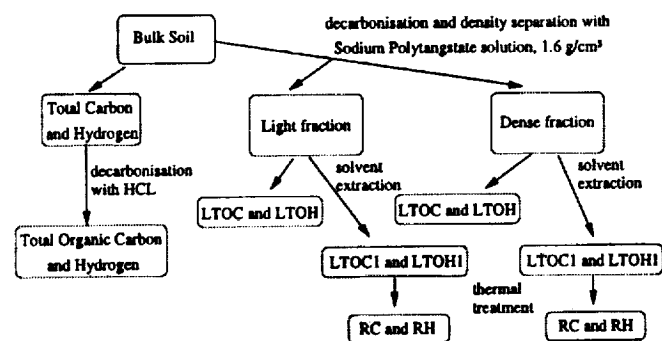 decarbonisation and density separation with
Bulk Soil
Sodium Polytangstate solution, 1.6 g/cm³
Total Carbon
and Hydrogen
Light fraction
Dense fraction
decarbonisation
with HCL
solvent
extraction
solvent
extraction
LTOC and LTOH
LTOC and LTOH
Total Organic Carbon
and Hydrogen
LTOC1 and LTOH1
LTOC1 and LTOH1
thermal
treatment
RC and RH
RC and RH